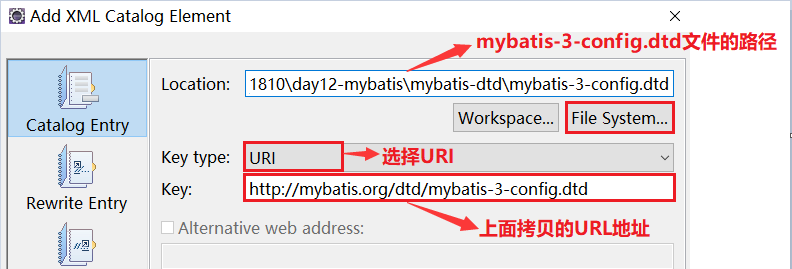 Add XML Catalog Element
mybatis-3-config.dtd文件的路径
Location: 1810\day12-mybatis\mybatis-dtd\mybatis-3-config.dtd
Catalog Entry
Workspace... File System...
Key type: URI 选择URI
Key: http://mybatis.org/dtd/mybatis-3-config.dtd
Rewrite Entry
Alternative web address: 上面拷贝的URL地址